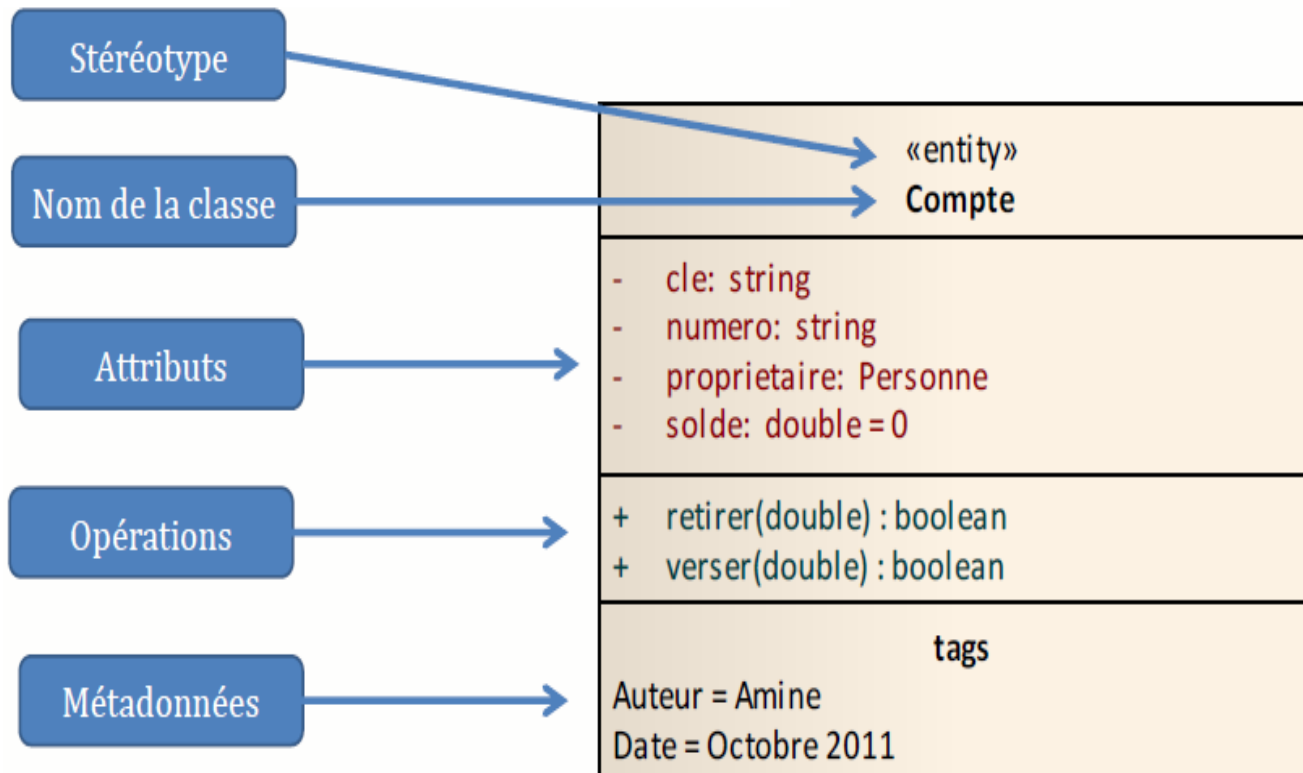 Stéréotype
«entity»
Nom de la classe
Compte
Attributs
- cle: string
- numero: string
- proprietaire: Personne
- solde: double = 0
Opérations
+ retirer(double) : boolean
+ verser(double) : boolean
Métadonnées
tags
Auteur = Amine
Date = Octobre 2011